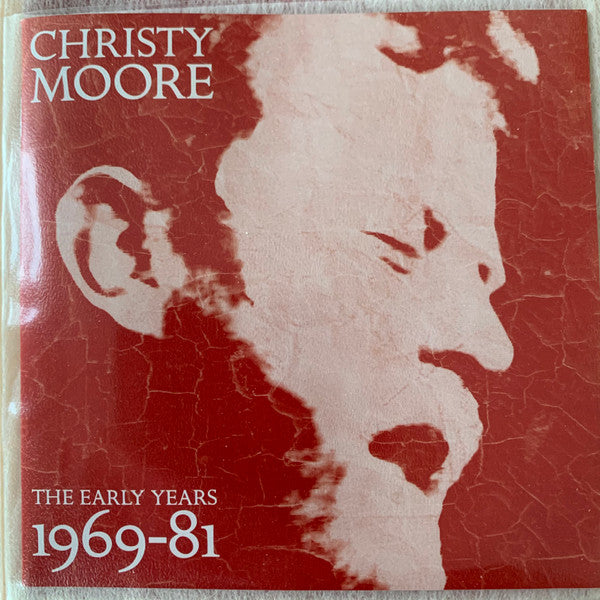 CHRISTY
MOORE
THE EARLY YEARS
1969-81